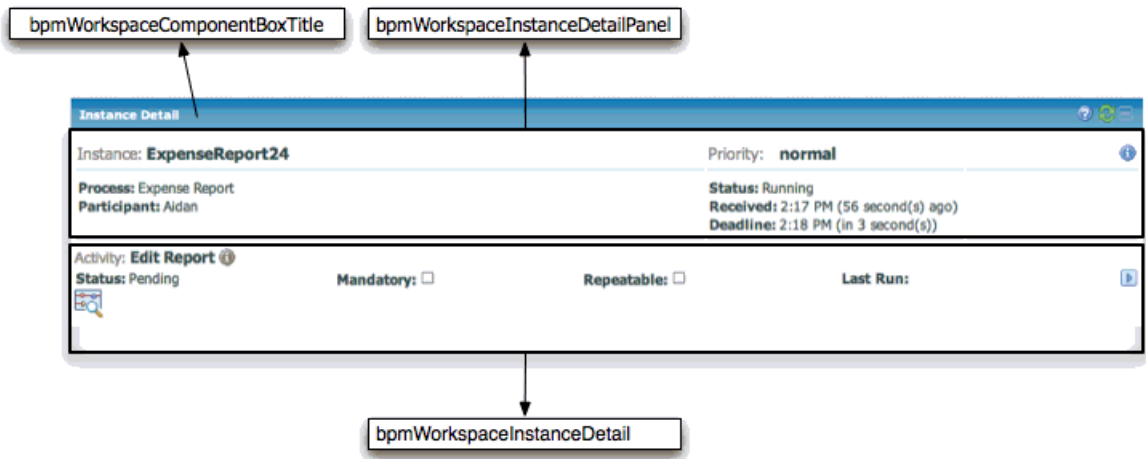 bpmWorkspaceComponentBoxTitle
bpmWorkspaceInstanceDetailPanel
Instance Detail
Instance: ExpenseReport24
Priority: normal
Process: Expense Report
Participant: Aidan
Status: Running
Received: 2:17 PM (56 second(s) ago)
Deadline: 2:18 PM (in 3 second(s))
Activity: Edit Report
Status: Pending
Mandatory:
Repeatable:
Last Run:
bpmWorkspaceInstanceDetail